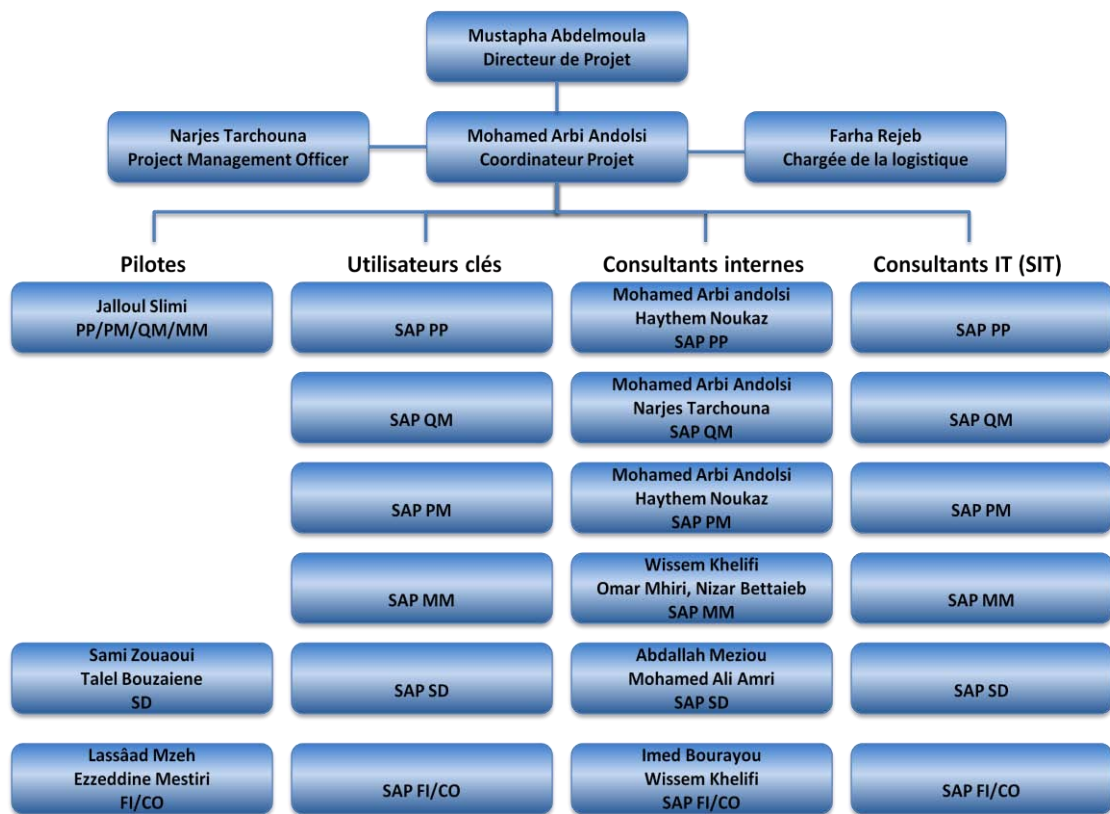 Mustapha Abdelmoula
Directeur de Projet
Narjes Tarchouna
Project Management Officer
Mohamed Arbi Andolsi
Coordinateur Projet
Farha Rejeb
Chargée de la logistique
Pilotes
Utilisateurs clés
Consultants internes
Consultants IT (SIT)
Jalloul Slimi
PP/PM/QM/MM
SAP PP
Mohamed Arbi andolsi
Haythem Noukaz
SAP PP
SAP PP
SAP QM
Mohamed Arbi Andolsi
Narjes Tarchouna
SAP QM
SAP QM
SAP PM
Mohamed Arbi Andolsi
Haythem Noukaz
SAP PM
SAP PM
SAP MM
Wissem Khelifi
Omar Mhiri, Nizar Bettaieb
SAP MM
SAP MM
Sami Zouaoui
Talel Bouzaiene
SD
SAP SD
Abdallah Meziou
Mohamed Ali Amri
SAP SD
SAP SD
Lassâad Mzeh
Ezzeddine Mestiri
FI/CO
SAP FI/CO
Imed Bourayou
Wissem Khelifi
SAP FI/CO
SAP FI/CO